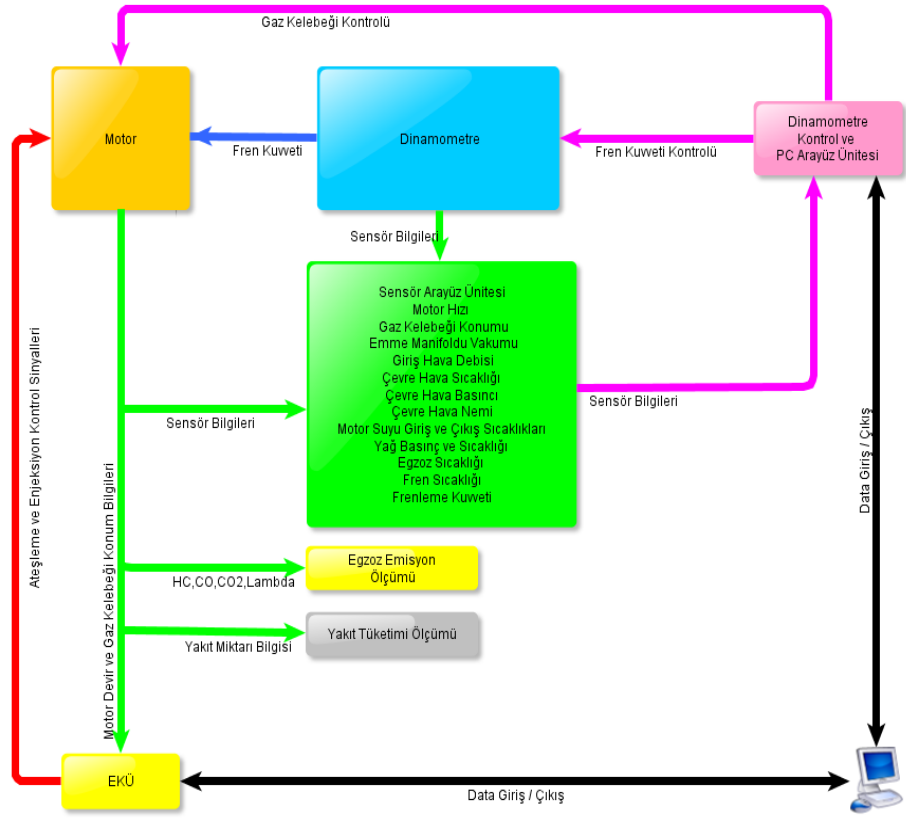 Gaz Kelebeği Kontrolü
Motor
Dinamometre
Dinamometre
Kontrol ve
PC Arayüz Ünitesi
Fren Kuvveti
Fren Kuvveti Kontrolü
Sensör Bilgileri
Sensör Arayüz Ünitesi
Motor Hızı
Gaz Kelebeği Konumu
Emme Manifoldu Vakumu
Giriş Hava Debisi
Çevre Hava Sıcaklığı
Çevre Hava Basıncı
Çevre Hava Nemi
Motor Suyu Giriş ve Çıkış Sıcaklıkları
Yağ Basınç ve Sıcaklığı
Egzoz Sıcaklığı
Fren Sıcaklığı
Frenleme Kuvveti
Sensör Bilgileri
Sensör Bilgileri
Ateşleme ve Enjeksiyon Kontrol Sinyalleri
Motor Devir ve Gaz Kelebeği Konum Bilgileri
Data Giriş / Çıkış
Egzoz Emisyon
Ölçümü
HC,CO,CO2,Lambda
Yakıt Tüketimi Ölçümü
Yakıt Miktarı Bilgisi
EKÜ
Data Giriş / Çıkış